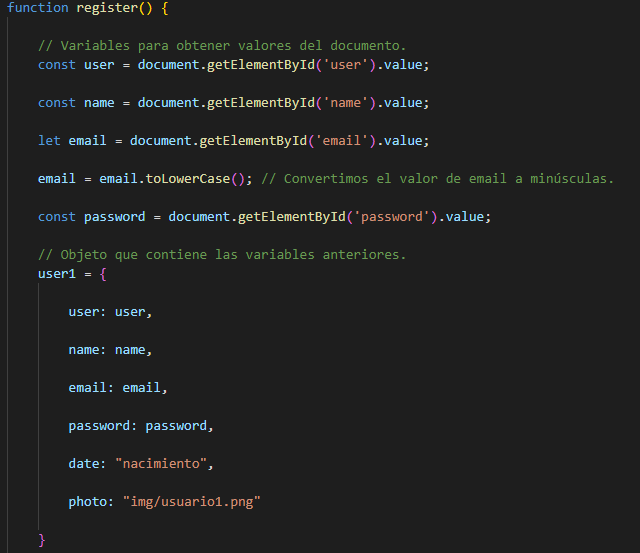 function register() {
// Variables para obtener valores del documento.
const user = document.getElementById('user').value;
const name = document.getElementById('name').value;
let email = document.getElementById('email').value;
email = email.toLowerCase(); // Convertimos el valor de email a minúsculas.
const password = document.getElementById('password').value;
// Objeto que contiene las variables anteriores.
user1 = {
user: user,
name: name,
email: email,
password: password,
date: "nacimiento",
photo: "img/usuario1.png"
}